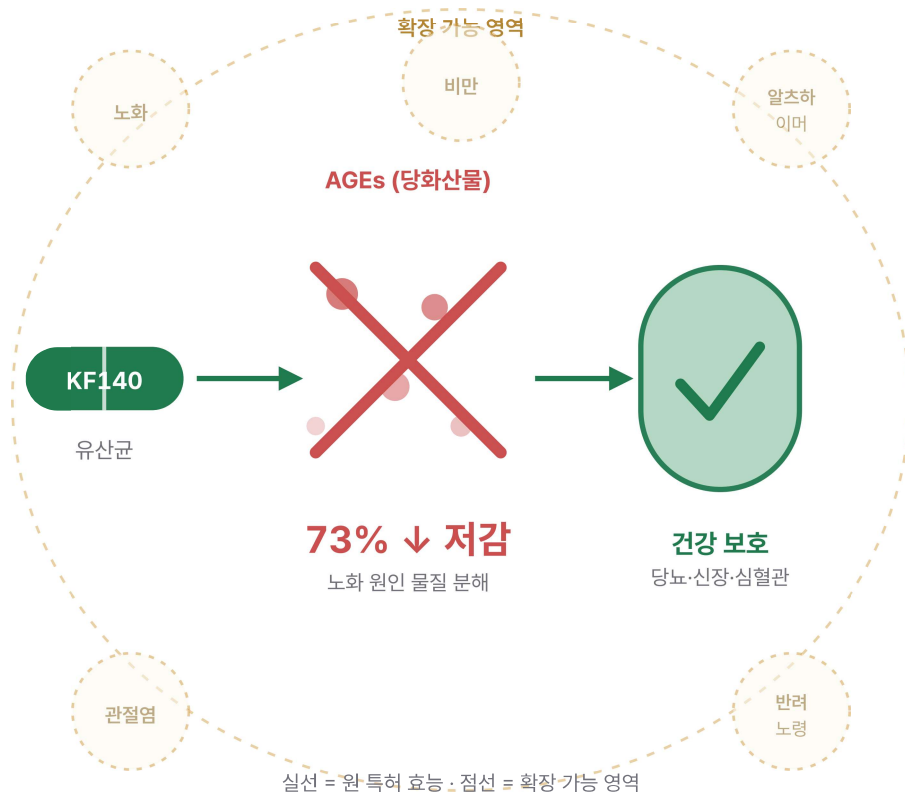 확장 가능 영역
비만
노화
알츠하
이머
AGEs (당화산물)
KF140
유산균
73% ↓ 저감
노화 원인 물질 분해
건강 보호
당뇨·신장·심혈관
관절염
반려
노령
실선 = 원 특허 효능 · 점선 = 확장 가능 영역